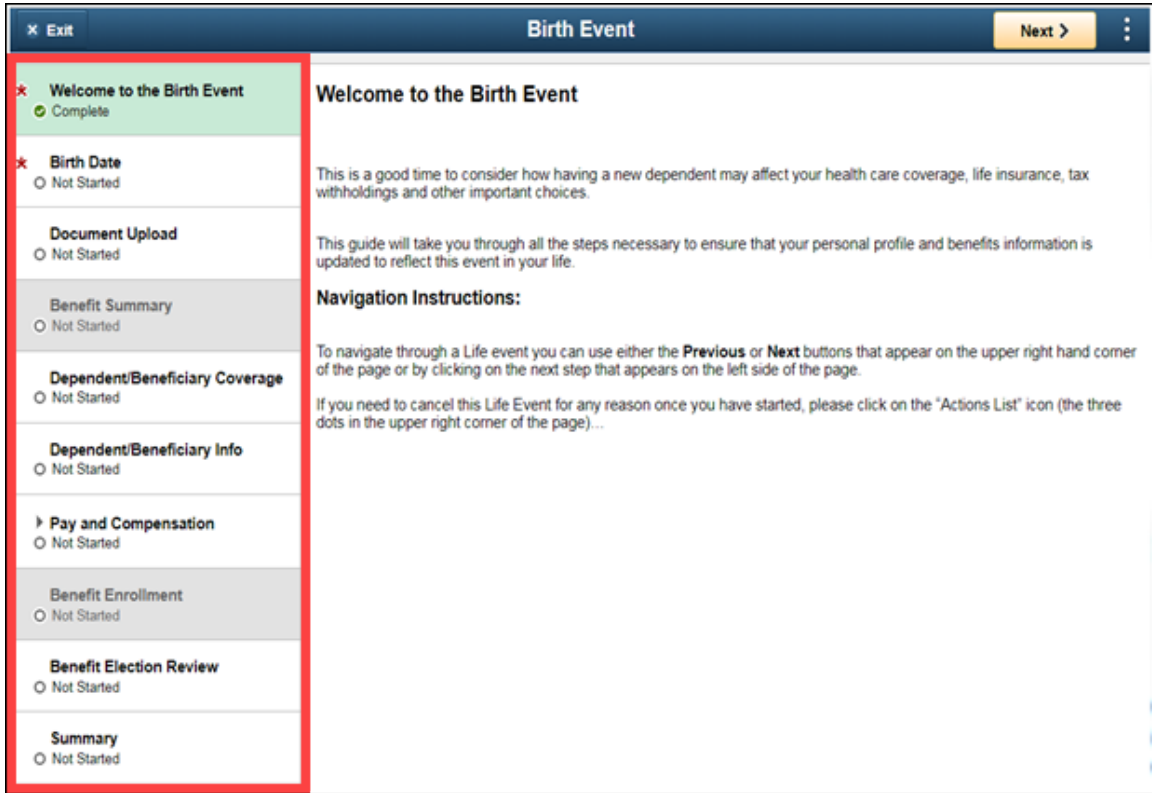 × Exit
Birth Event
Next >
Welcome to the Birth Event
Complete
Birth Date
Not Started
Document Upload
Not Started
Benefit Summary
Not Started
Dependent/Beneficiary Coverage
Not Started
Dependent/Beneficiary Info
Not Started
Pay and Compensation
Not Started
Benefit Enrollment
Not Started
Benefit Election Review
Not Started
Summary
Not Started
Welcome to the Birth Event
This is a good time to consider how having a new dependent may affect your health care coverage, life insurance, tax
withholdings and other important choices.
This guide will take you through all the steps necessary to ensure that your personal profile and benefits information is
updated to reflect this event in your life.
Navigation Instructions:
To navigate through a Life event you can use either the Previous or Next buttons that appear on the upper right hand corner
of the page or by clicking on the next step that appears on the left side of the page.
If you need to cancel this Life Event for any reason once you have started, please click on the "Actions List" icon (the three
dots in the upper right corner of the page)...